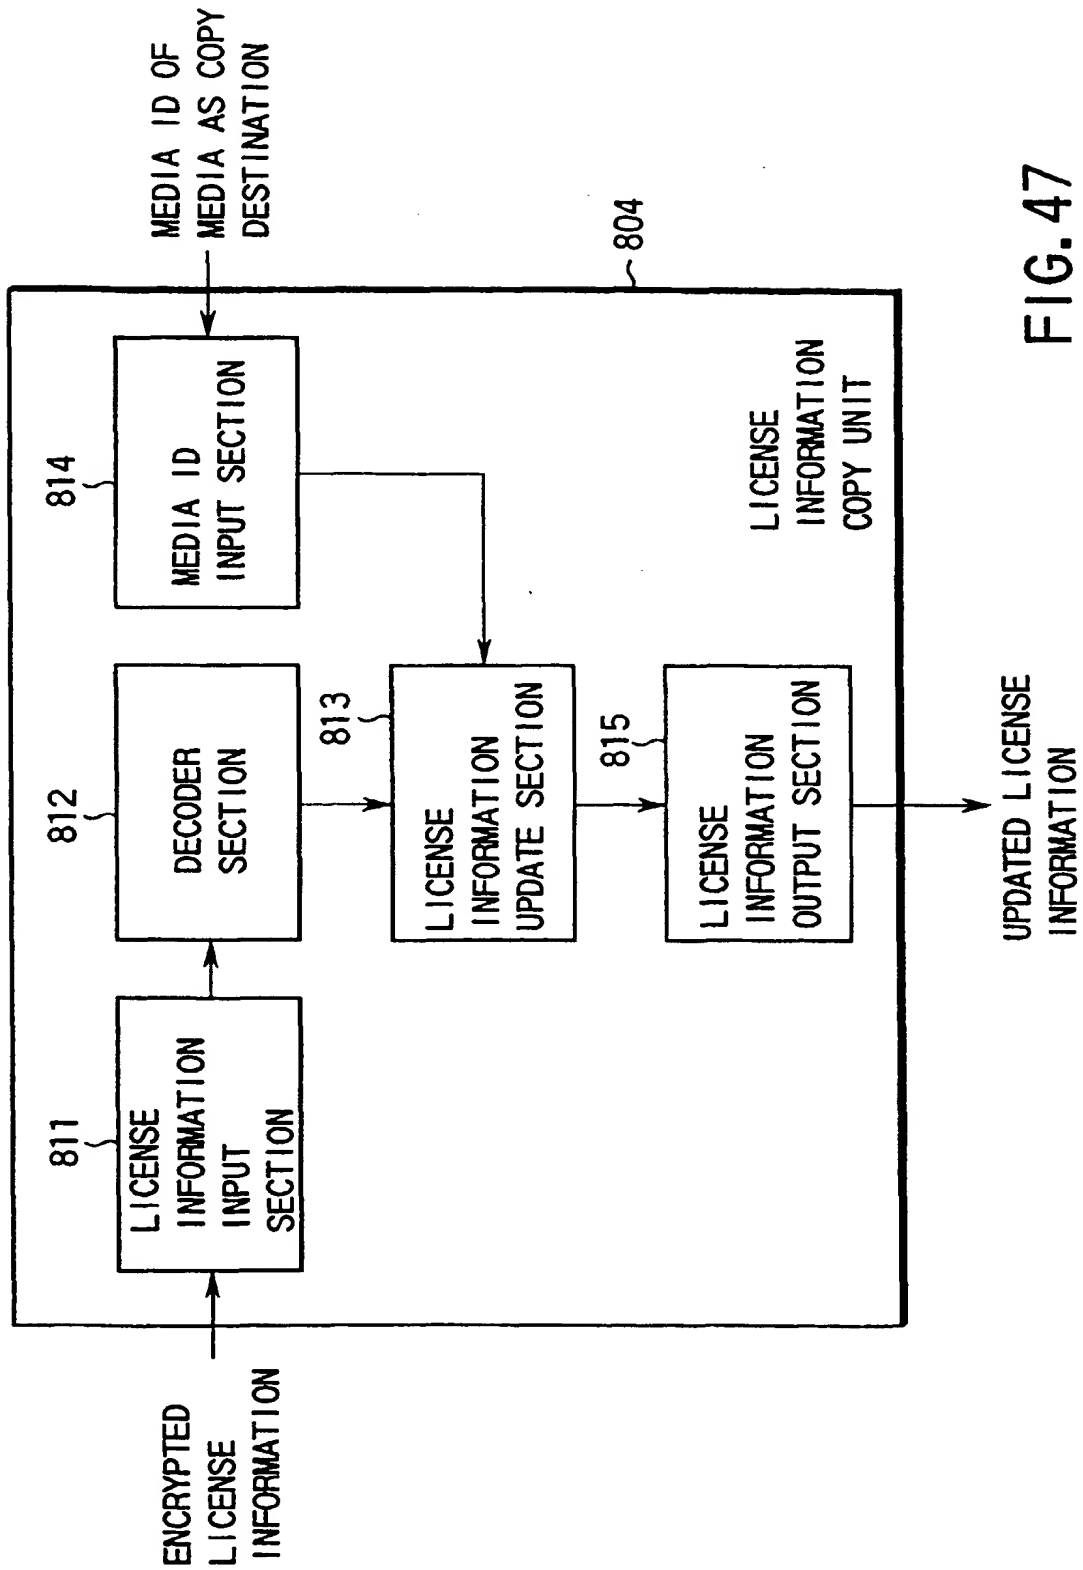 ENCRYPTED
LICENSE
INFORMATION
811
LICENSE
INFORMATION
INPUT
SECTION
812
DECODER
SECTION
814
MEDIA ID
INPUT SECTION
MEDIA ID OF
MEDIA AS COPY
DESTINATION
813
LICENSE
INFORMATION
UPDATE SECTION
815
LICENSE
INFORMATION
OUTPUT SECTION
LICENSE
INFORMATION
COPY UNIT
804
UPDATED LICENSE
INFORMATION
FIG. 47